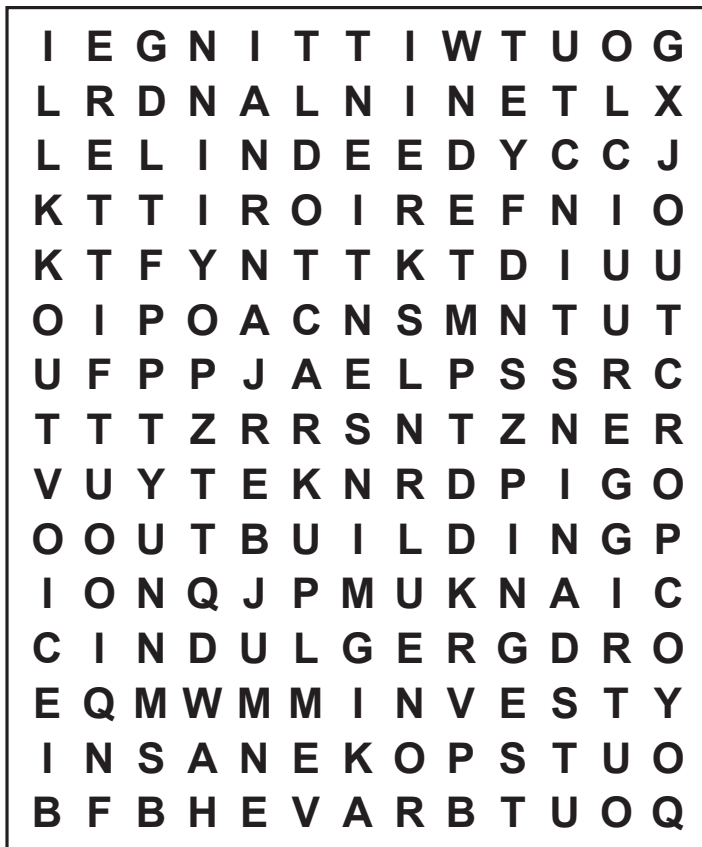 I E G N I T T I W T U O G
L R D N A L N I N E T L X
L E L I N D E E D Y C C J
K T T I R O I R E F N I O
K T F Y N T T K T D I U U
O I P O A C N S M N T U T
U F P P J A E L P S S R C
T T T Z R R S N T Z N E R
V U Y T E K N R D P I G O
O O U T B U I L D I N G P
I O N Q J P M U K N A I C
C I N D U L G E R G D R O
E Q M W M M I N V E S T Y
I N S A N E K O P S T U O
B F B H E V A R B T U O Q